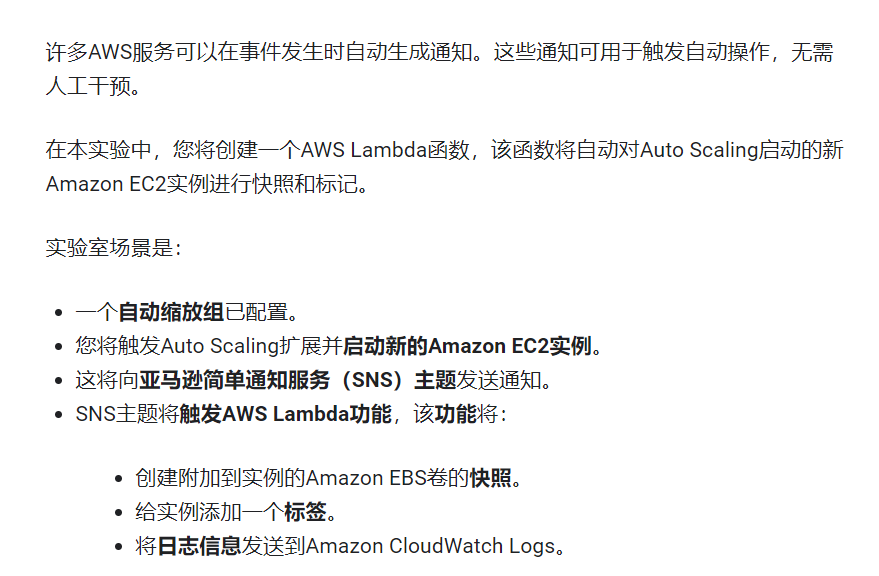 许多AWS服务可以在事件发生时自动生成通知。这些通知可用于触发自动操作，无需
人工干预。
在本实验中，您将创建一个AWS Lambda函数，该函数将自动对Auto Scaling启动的新
Amazon EC2实例进行快照和标记。
实验室场景是：
• 一个自动缩放组已配置。
• 您将触发Auto Scaling扩展并启动新的Amazon EC2实例。
• 这将向亚马逊简单通知服务（SNS）主题发送通知。
• SNS主题将触发AWS Lambda功能，该功能将：
• 创建附加到实例的Amazon EBS卷的快照。
• 给实例添加一个标签。
• 将日志信息发送到Amazon CloudWatch Logs。